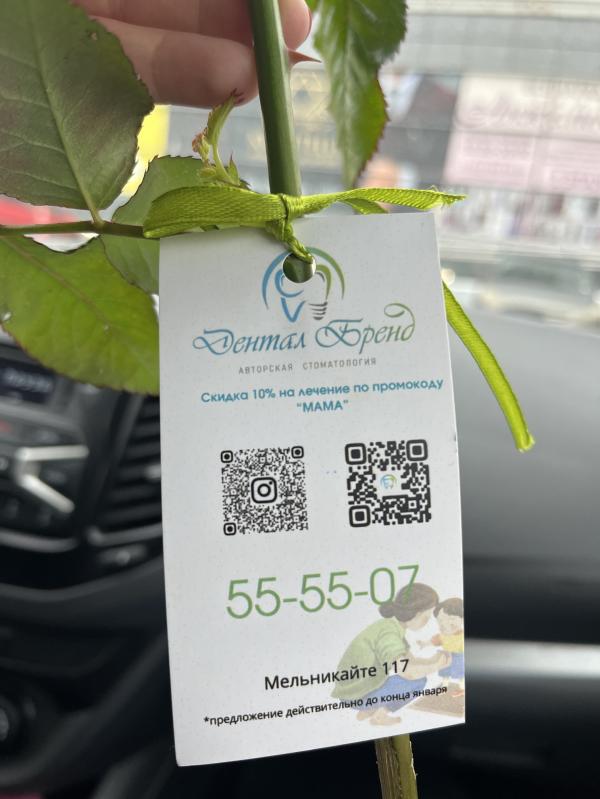 Дентал Бренд
АВТОРСКАЯ СТОМАТОЛОГИЯ
Скидка 10% на лечение по промокоду
"МАМА"
55-55-07
Мельникайте 117
*предложение действительно до конца января